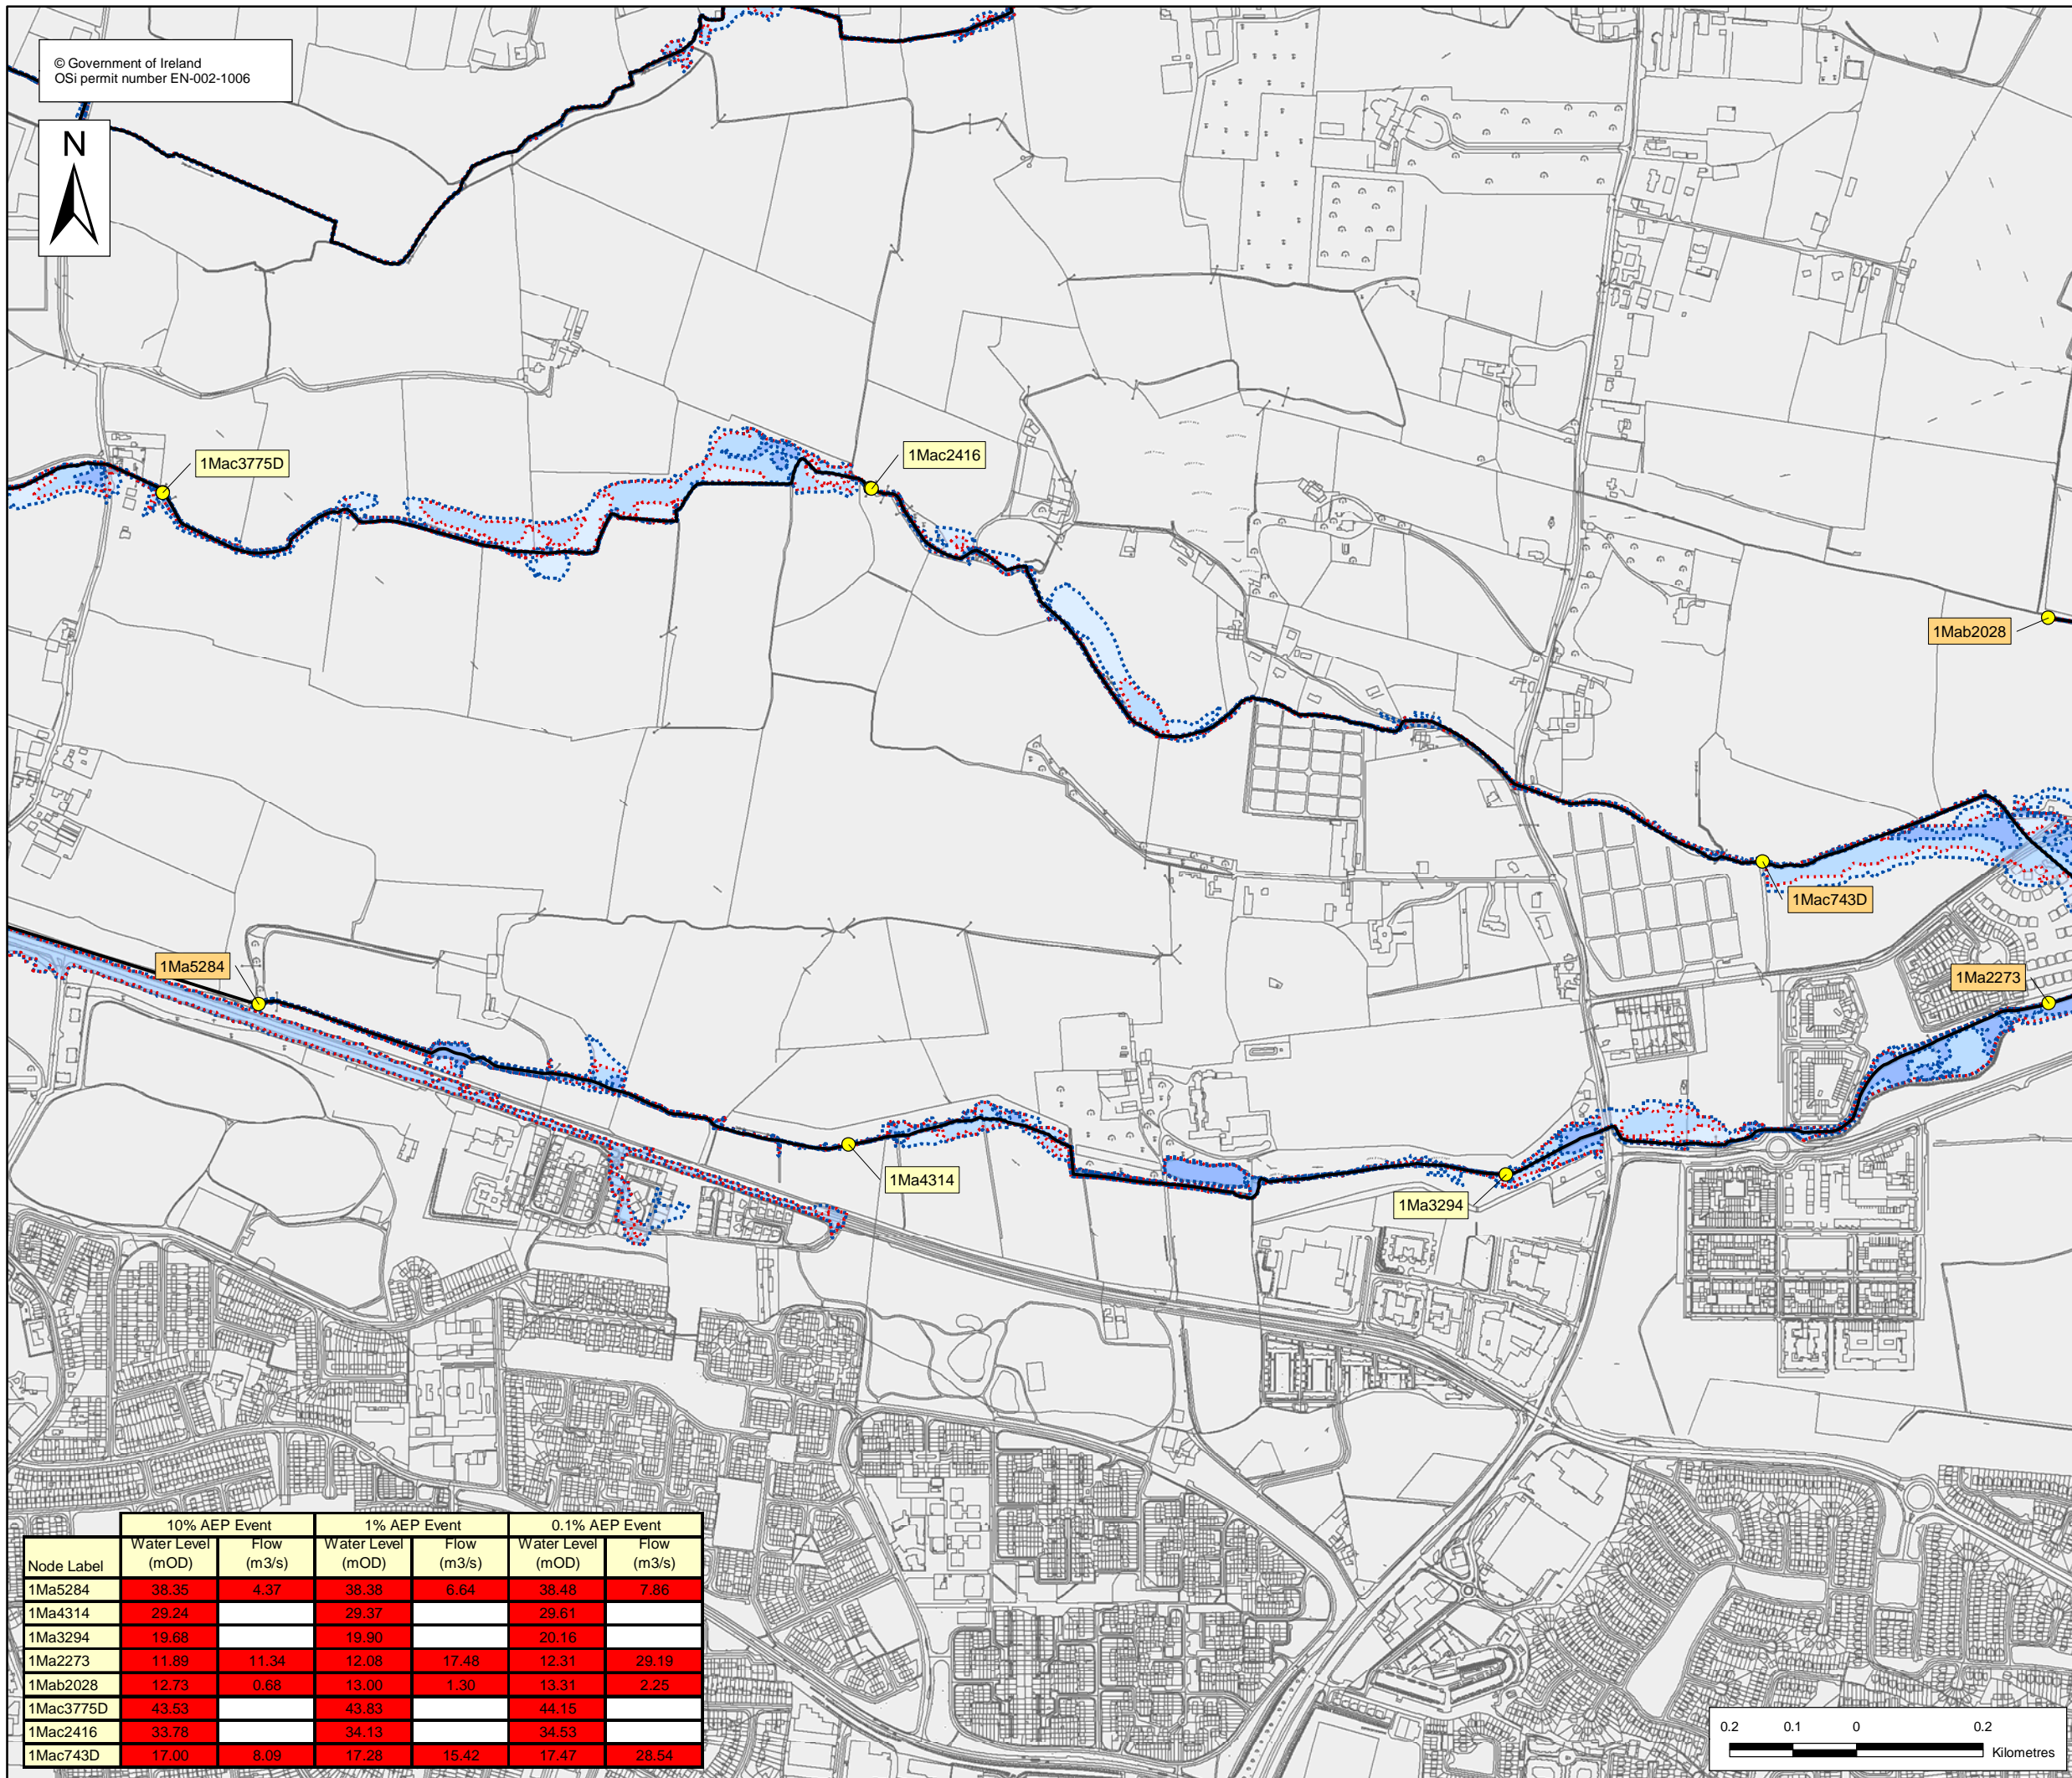 © Government of Ireland
OSi permit number EN-002-1006
N
1Mac3775D
1Mac2416
1Mab2028
1Mac743D
1Ma5284
1Ma2273
1Ma4314
1Ma3294
10% AEP Event 1% AEP Event 0.1% AEP Event
Node Label Water Level (mOD) Flow (m3/s) Water Level (mOD) Flow (m3/s) Water Level (mOD) Flow (m3/s)
1Ma5284 38.35 4.37 38.38 6.64 38.48 7.86
1Ma4314 29.24 29.37 29.61
1Ma3294 19.68 19.90 20.16
1Ma2273 11.89 11.34 12.08 17.48 12.31 29.19
1Mab2028 12.73 0.68 13.00 1.30 13.31 2.25
1Mac3775D 43.53 43.83 44.15
1Mac2416 33.78 34.13 34.53
1Mac743D 17.00 8.09 17.28 15.42 17.47 28.54
0.2 0.1 0 0.2
Kilometres